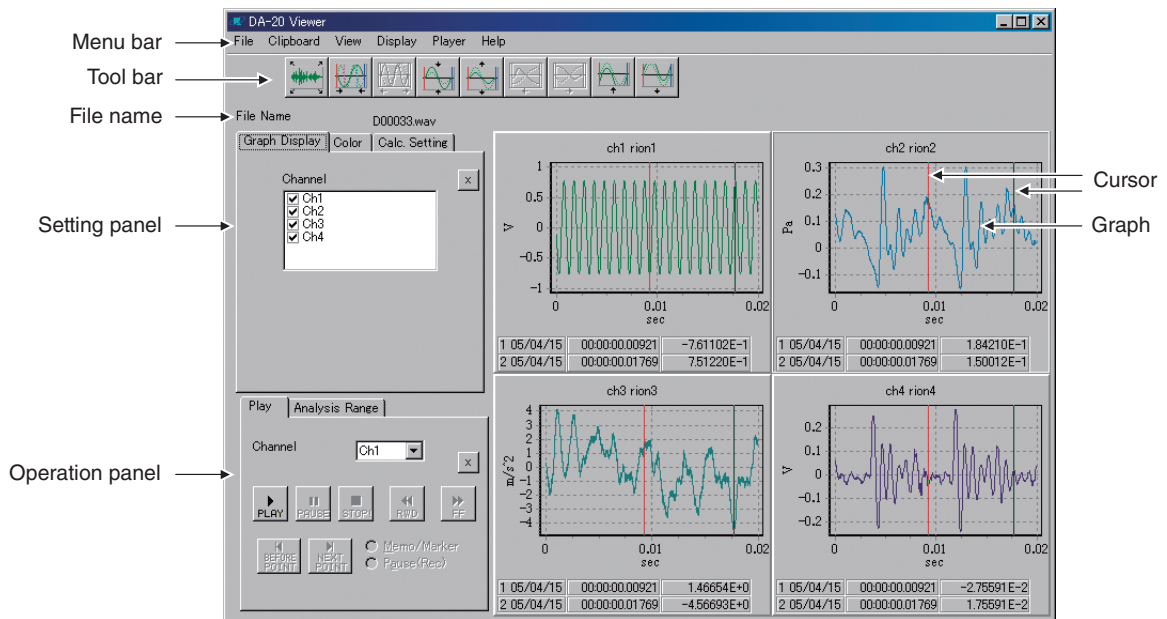 DA-20 Viewer
Menu bar
File Clipboard View Display Player Help
Tool bar
File name
File Name D00033.wav
Graph Display Color Calc. Setting
Channel x
Ch1
Ch2
Ch3
Ch4
Setting panel
ch1 rion1
1
0.5
0
-0.5
-1
V
0 0.01 0.02
sec
1 05/04/15 00:00:00.00921 -7.61102E-1
2 05/04/15 00:00:00.01769 7.51220E-1
ch2 rion2
0.3
0.2
0.1
0
-0.1
Pa
0 0.01 0.02
sec
1 05/04/15 00:00:00.00921 1.84210E-1
2 05/04/15 00:00:00.01769 1.50012E-1
Cursor
Graph
Play Analysis Range
Channel Ch1 x
Operation panel
PLAY PAUSE STOP RWD FF
BEFORE POINT NEXT POINT
Memo/Marker
Pause(Rec)
ch3 rion3
4
3
2
1
0
-1
-2
-3
-4
m/s^2
0 0.01 0.02
sec
1 05/04/15 00:00:00.00921 1.46654E+0
2 05/04/15 00:00:00.01769 -4.56693E+0
ch4 rion4
0.2
0.1
0
-0.1
-0.2
V
0 0.01 0.02
sec
1 05/04/15 00:00:00.00921 -2.75591E-2
2 05/04/15 00:00:00.01769 1.75591E-2